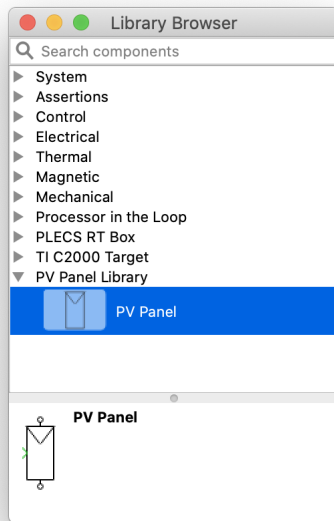 Library Browser
Search components
System
Assertions
Control
Electrical
Thermal
Magnetic
Mechanical
Processor in the Loop
PLECS RT Box
TI C2000 Target
PV Panel Library
PV Panel
PV Panel